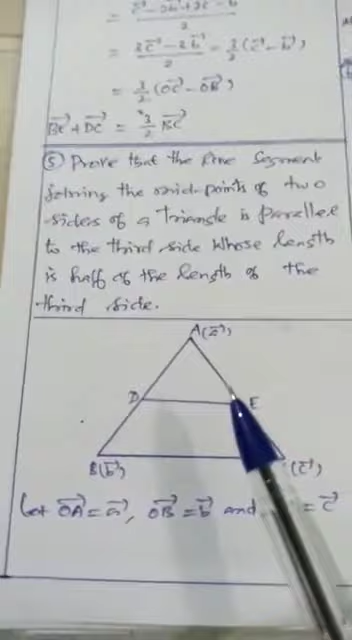 = 3c⃗ - 3b⃗ / 2 = 3/2 (c⃗ - b⃗)
= 3/2 (OC⃗ - OB⃗)
BE⃗ + DC⃗ = 3/2 BC⃗
⑤ Prove that the line segment
joining the mid-points of two
sides of a Triangle is parallel
to the third side whose length
is half of the length of the
third side.
A(a⃗)
D E
B(b⃗) (c⃗)
Let OA⃗ = a⃗, OB⃗ = b⃗ and = c⃗